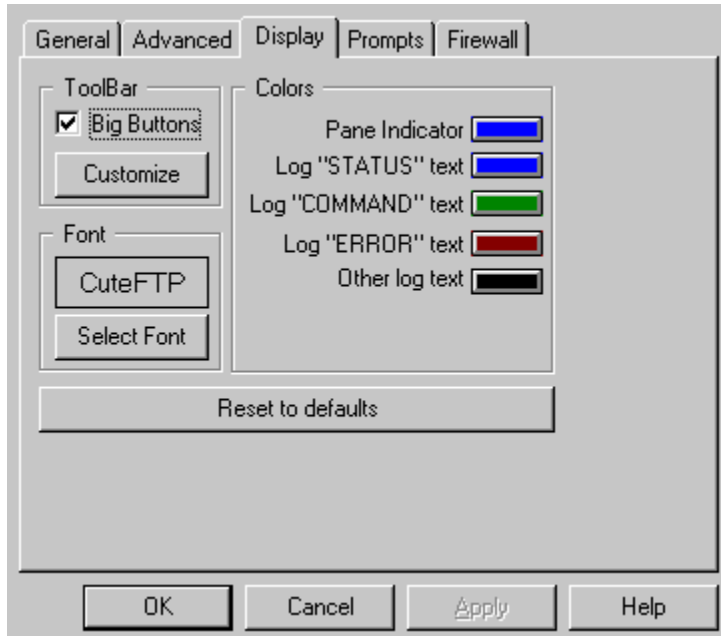 General Advanced Display Prompts Firewall
ToolBar
Big Buttons
Customize
Font
CuteFTP
Select Font
Colors
Pane Indicator
Log "STATUS" text
Log "COMMAND" text
Log "ERROR" text
Other log text
Reset to defaults
OK Cancel Apply Help